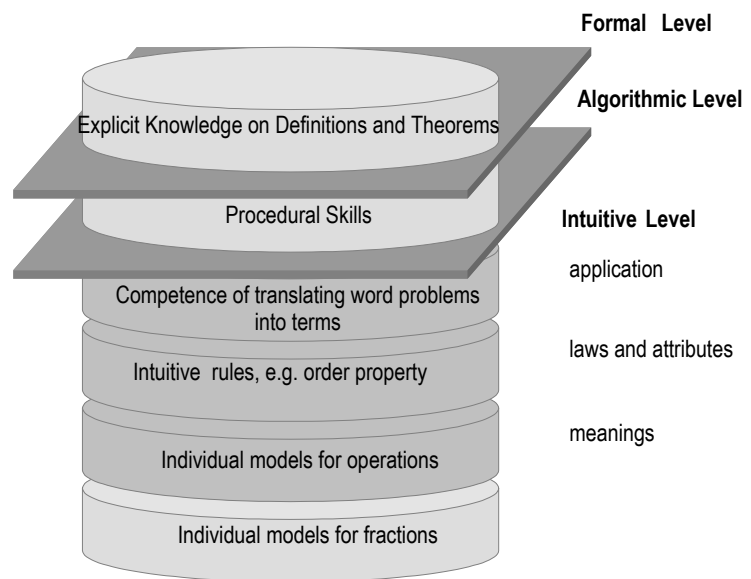 Formal Level
Algorithmic Level
Explicit Knowledge on Definitions and Theorems
Procedural Skills
Intuitive Level
application
Competence of translating word problems
into terms
laws and attributes
Intuitive rules, e.g. order property
meanings
Individual models for operations
Individual models for fractions